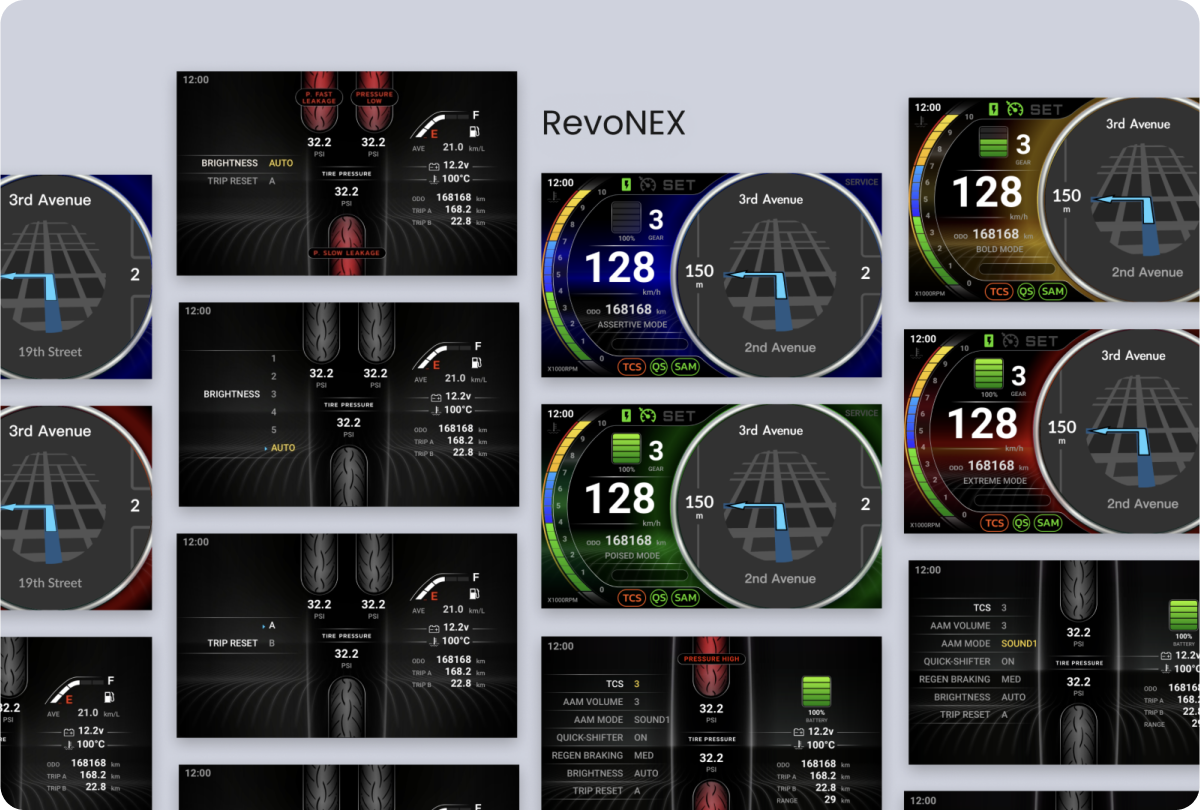 RevoNEX
3rd Avenue
2
19th Street
3rd Avenue
2
19th Street
32.2
PSI
F
E
AVE 21.0 km/L
12.2v
100°C
ODO 168168 km
TRIP A 168.2 km
TRIP B 22.8 km
12:00
P. FAST LEAKAGE
PRESSURE LOW
32.2 32.2
PSI PSI
TIRE PRESSURE
32.2
PSI
P. SLOW LEAKAGE
BRIGHTNESS AUTO
TRIP RESET A
F
E
AVE 21.0 km/L
12.2v
100°C
ODO 168168 km
TRIP A 168.2 km
TRIP B 22.8 km
12:00
1
2
BRIGHTNESS 3
4
5
AUTO
32.2 32.2
PSI PSI
TIRE PRESSURE
32.2
PSI
F
E
AVE 21.0 km/L
12.2v
100°C
ODO 168168 km
TRIP A 168.2 km
TRIP B 22.8 km
12:00
A
TRIP RESET B
32.2 32.2
PSI PSI
TIRE PRESSURE
32.2
PSI
F
E
AVE 21.0 km/L
12.2v
100°C
ODO 168168 km
TRIP A 168.2 km
TRIP B 22.8 km
12:00
F
12:00
SET
SERVICE
10
9
8
7
6
5
4
3
2
1
0
X1000RPM
100%
3
GEAR
128
km/h
ODO 168168 km
ASSERTIVE MODE
TCS QS SAM
3rd Avenue
150
m
2
2nd Avenue
12:00
SET
SERVICE
10
9
8
7
6
5
4
3
2
1
0
X1000RPM
100%
3
GEAR
128
km/h
ODO 168168 km
POISED MODE
TCS QS SAM
3rd Avenue
150
m
2
2nd Avenue
12:00
PRESSURE HIGH
TCS 3
AAM VOLUME 3
AAM MODE SOUND1
QUICK-SHIFTER ON
REGEN BRAKING MED
BRIGHTNESS AUTO
TRIP RESET A
32.2
PSI
TIRE PRESSURE
32.2
PSI
100%
BATTERY
12.2v
100°C
ODO 168168 km
TRIP A 168.2 km
TRIP B 22.8 km
RANGE 29 km
12:00
SET
10
9
8
7
6
5
4
3
2
1
0
X1000RPM
3
GEAR
128
km/h
ODO 168168 km
BOLD MODE
TCS QS SAM
3rd Avenue
150
m
2nd Avenue
12:00
SET
10
9
8
7
6
5
4
3
2
1
0
X1000RPM
100%
3
GEAR
128
km/h
ODO 168168 km
EXTREME MODE
TCS QS SAM
3rd Avenue
150
m
2nd Avenue
12:00
TCS 3
AAM VOLUME 3
AAM MODE SOUND1
QUICK-SHIFTER ON
REGEN BRAKING MED
BRIGHTNESS AUTO
TRIP RESET A
32.2
PSI
TIRE PRESSURE
32.2
PSI
100%
BATTERY
12.2v
100°C
ODO 168168
TRIP A 168.2
TRIP B 22.8
RANGE
12:00